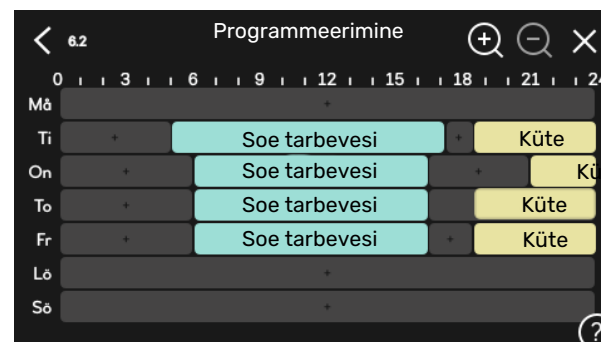 6.2 Programmeerimine
0 3 6 9 12 15 18 21 24
Må
Ti Soe tarbevesi Küte
On Soe tarbevesi Kü
To Soe tarbevesi Küte
Fr Soe tarbevesi Küte
Lö
Sö
?